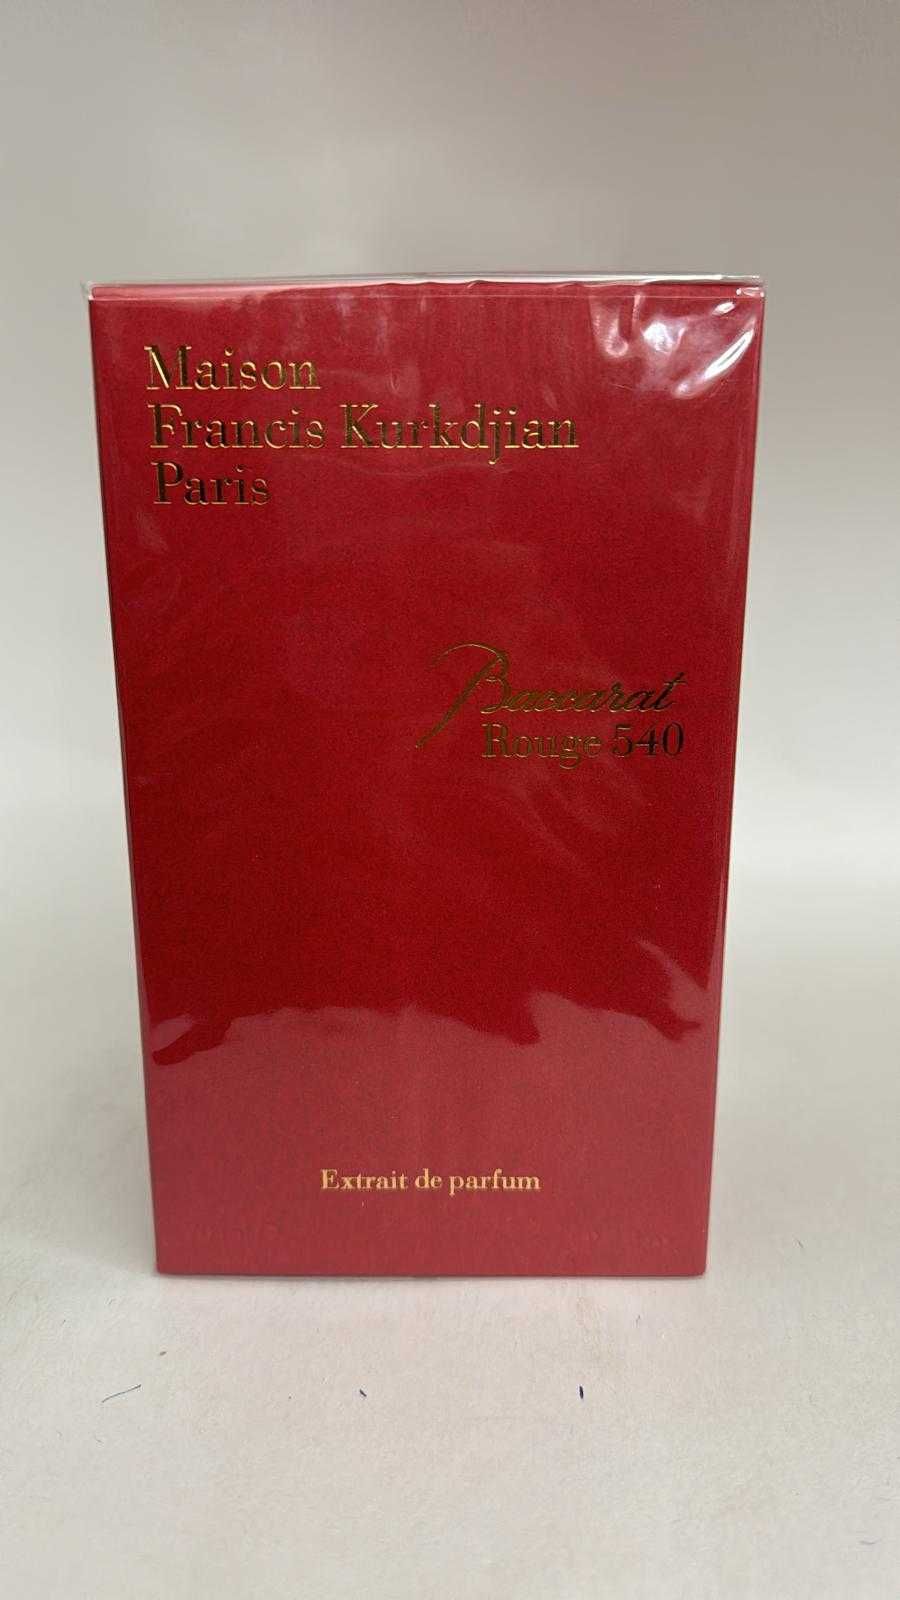 Maison
Francis Kurkdjian
Paris
Baccarat
Rouge 540
Extrait de parfum